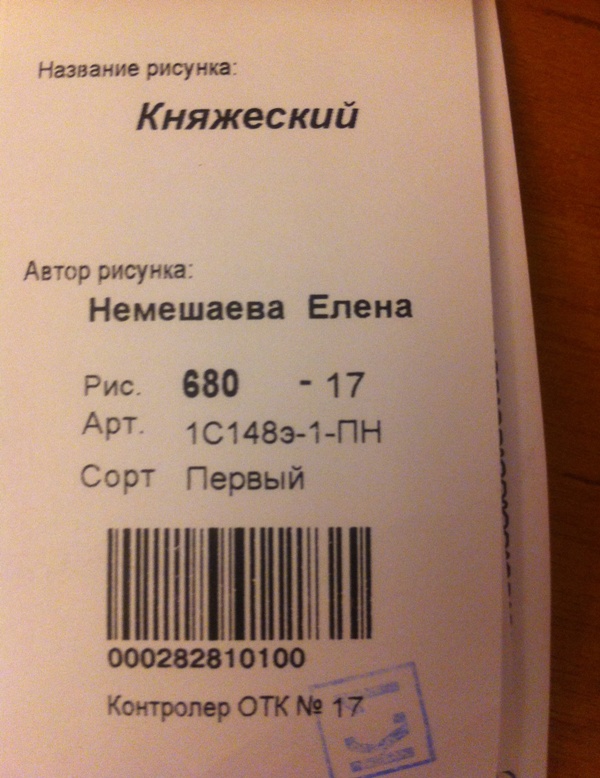 Название рисунка:
Княжеский
Автор рисунка:
Немешаева Елена
Рис. 680 - 17
Арт. 1С148э-1-ПН
Сорт Первый
000282810100
Контролер ОТК № 17